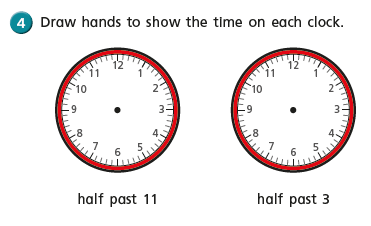 4 Draw hands to show the time on each clock.
12 1 2 3 4 5 6 7 8 9 10 11
12 1 2 3 4 5 6 7 8 9 10 11
half past 11
half past 3